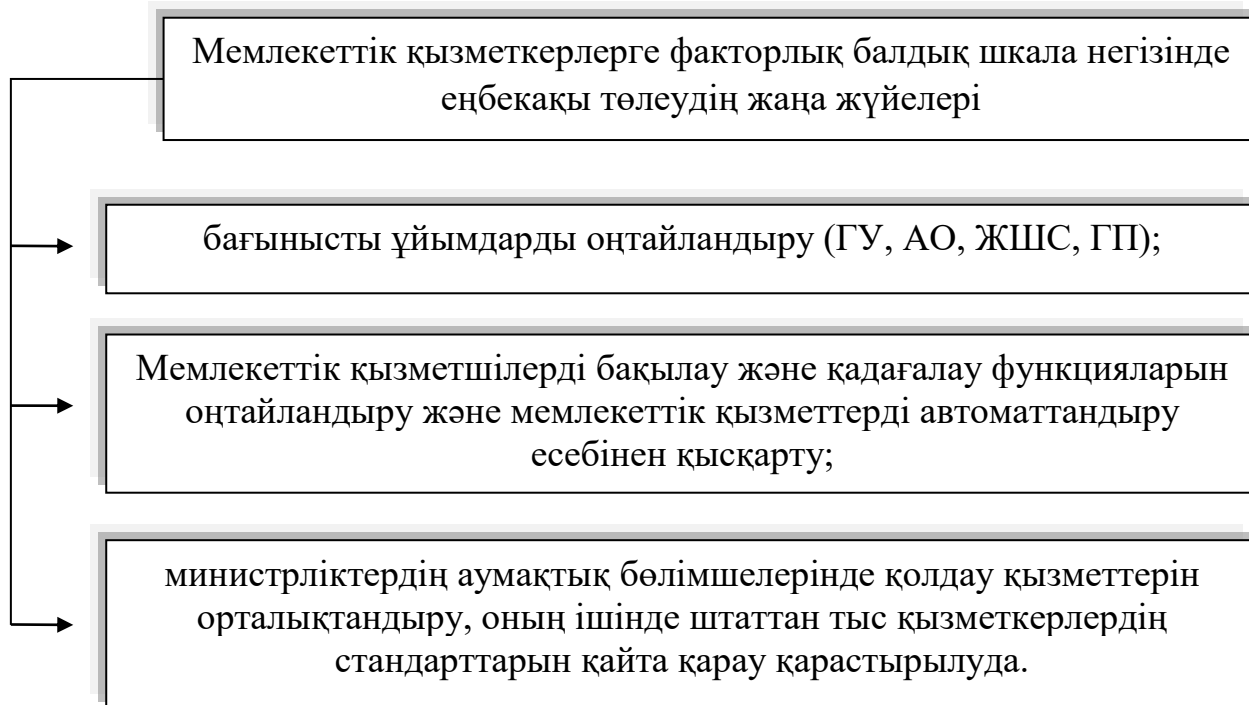 Мемлекеттік қызметкерлерге факторлық балдық шкала негізінде
еңбекақы төлеудің жаңа жүйелері
бағынысты ұйымдарды оңтайландыру (ГУ, АО, ЖШС, ГП);
Мемлекеттік қызметшілерді бақылау және қадағалау функцияларын
оңтайландыру және мемлекеттік қызметтерді автоматтандыру
есебінен қысқарту;
министрліктердің аумақтық бөлімшелерінде қолдау қызметтерін
орталықтандыру, оның ішінде штаттан тыс қызметкерлердің
стандарттарын қайта қарау қарастырылуда.